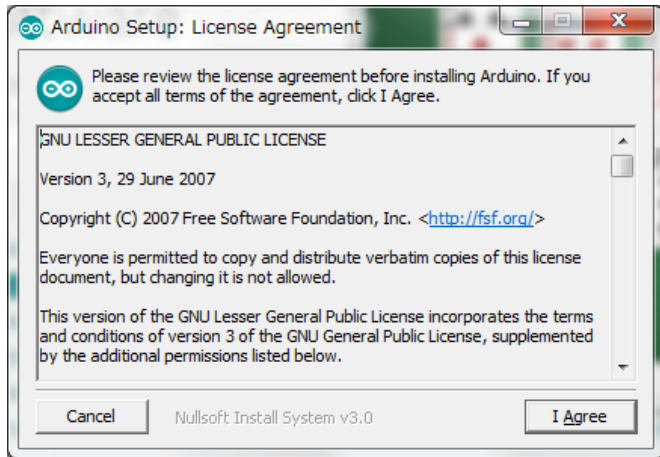 Arduino Setup: License Agreement
Please review the license agreement before installing Arduino. If you
accept all terms of the agreement, click I Agree.
GNU LESSER GENERAL PUBLIC LICENSE
Version 3, 29 June 2007
Copyright (C) 2007 Free Software Foundation, Inc. <http://fsf.org/>
Everyone is permitted to copy and distribute verbatim copies of this license
document, but changing it is not allowed.
This version of the GNU Lesser General Public License incorporates the terms
and conditions of version 3 of the GNU General Public License, supplemented
by the additional permissions listed below.
Cancel
Nullsoft Install System v3.0
I Agree